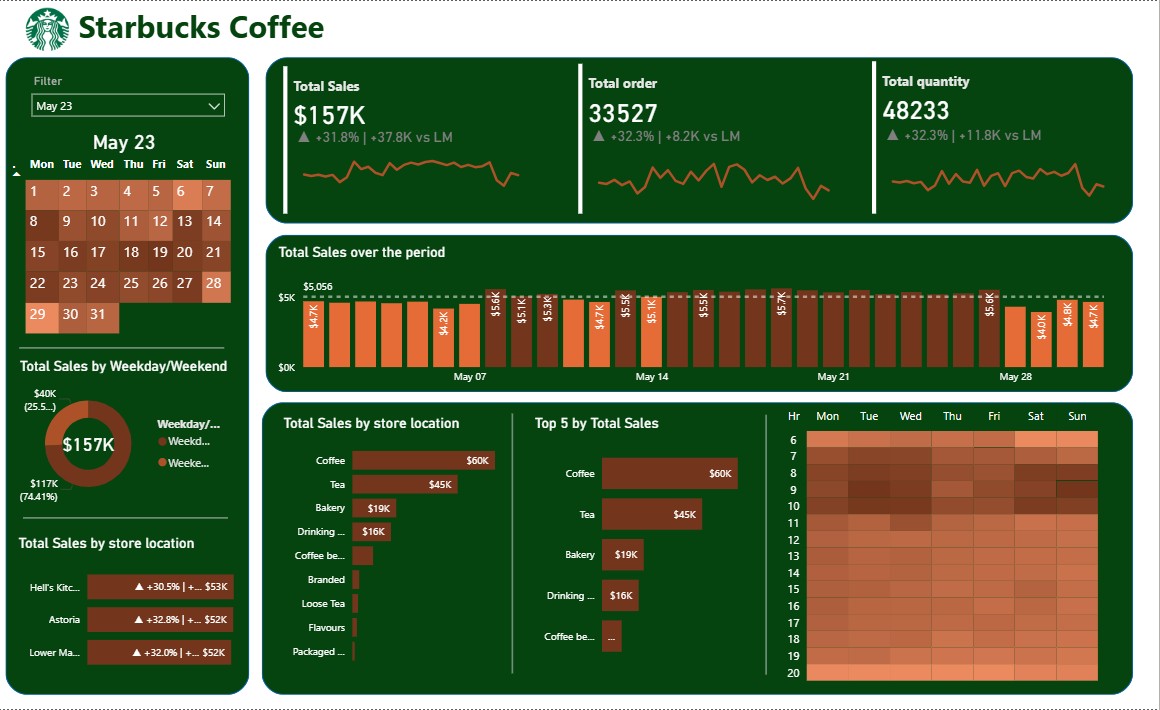 Starbucks Coffee
Filter
May 23
May 23
Mon Tue Wed Thu Fri Sat Sun
1 2 3 4 5 6 7
8 9 10 11 12 13 14
15 16 17 18 19 20 21
22 23 24 25 26 27 28
29 30 31
Total Sales by Weekday/Weekend
$40K
(25.5...)
$157K
$117K
(74.41%)
Weekday/...
Weekd...
Weeke...
Total Sales by store location
Hell's Kitc... ▲ +30.5% | +... $53K
Astoria ▲ +32.8% | +... $52K
Lower Ma... ▲ +32.0% | +... $52K
Total Sales
$157K
▲ +31.8% | +37.8K vs LM
Total order
33527
▲ +32.3% | +8.2K vs LM
Total quantity
48233
▲ +32.3% | +11.8K vs LM
Total Sales over the period
$5,056
$5K
$0K
$4.7K $4.2K $5.6K $5.1K $5.3K $4.7K $5.5K $5.1K $5.5K $5.7K $5.6K $4.0K $4.8K $4.7K
May 07 May 14 May 21 May 28
Total Sales by store location
Coffee $60K
Tea $45K
Bakery $19K
Drinking ... $16K
Coffee be...
Branded
Loose Tea
Flavours
Packaged ...
Top 5 by Total Sales
Coffee $60K
Tea $45K
Bakery $19K
Drinking ... $16K
Coffee be... ...
Hr Mon Tue Wed Thu Fri Sat Sun
6
7
8
9
10
11
12
13
14
15
16
17
18
19
20